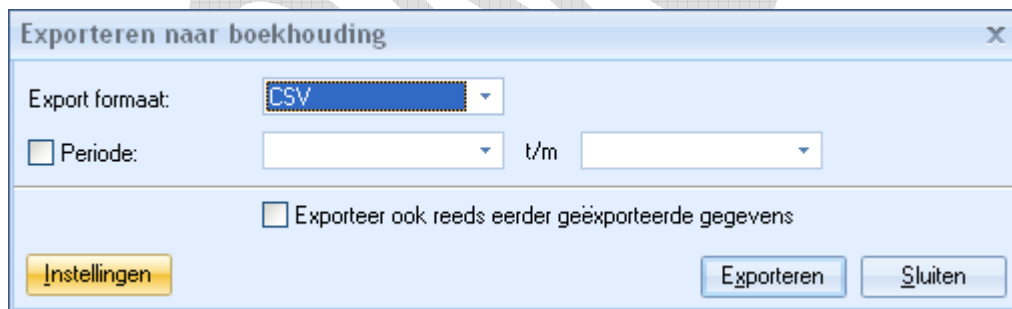 Exporteren naar boekhouding
Export formaat: CSV
Periode: t/m
Exporteer ook reeds eerder geëxporteerde gegevens
Instellingen Exporteren Sluiten